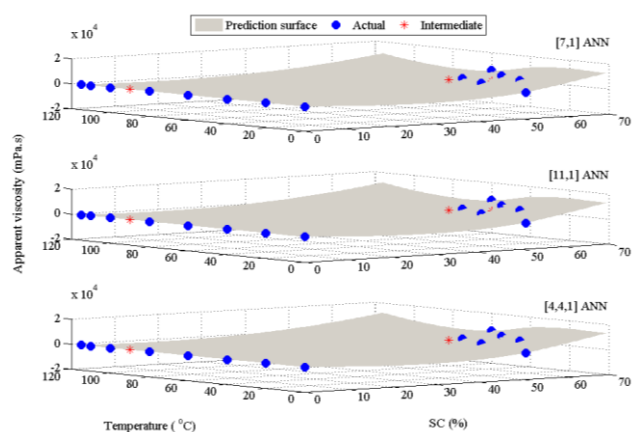 Prediction surface Actual Intermediate
x 10^4
[7,1] ANN
2
0
-2
120 100 80 60 40 20 0 0 10 20 30 40 50 60 70
x 10^4
[11,1] ANN
2
0
-2
120 100 80 60 40 20 0 0 10 20 30 40 50 60 70
x 10^4
[4,4,1] ANN
2
0
-2
120 100 80 60 40 20 0 0 10 20 30 40 50 60 70
Apparent viscosity (mPa.s)
Temperature ( °C) SC (%)